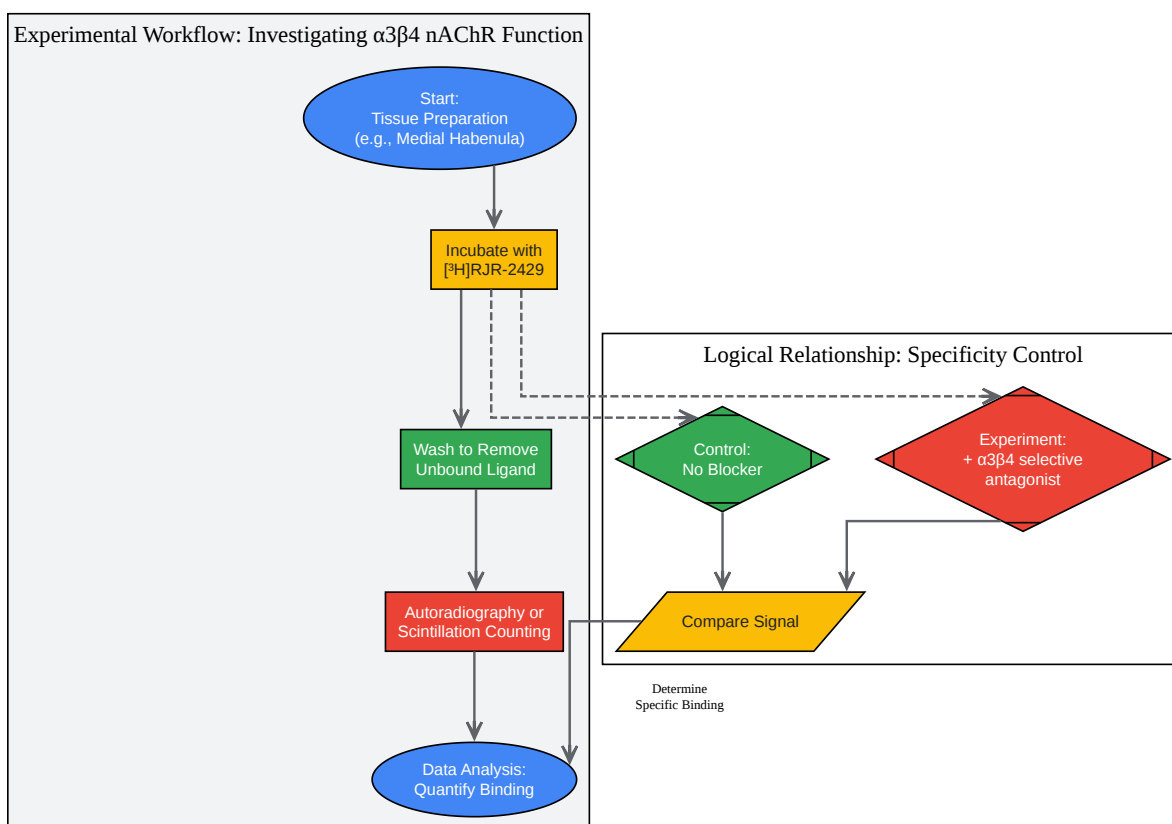 Experimental Workflow: Investigating α3β4 nAChR Function
Start:
Tissue Preparation
(e.g., Medial Habenula)
Incubate with
[³H]RJR-2429
Logical Relationship: Specificity Control
Wash to Remove
Unbound Ligand
Control:
No Blocker
Experiment:
+ α3β4 selective
antagonist
Autoradiography or
Scintillation Counting
Compare Signal
Determine
Specific Binding
Data Analysis:
Quantify Binding